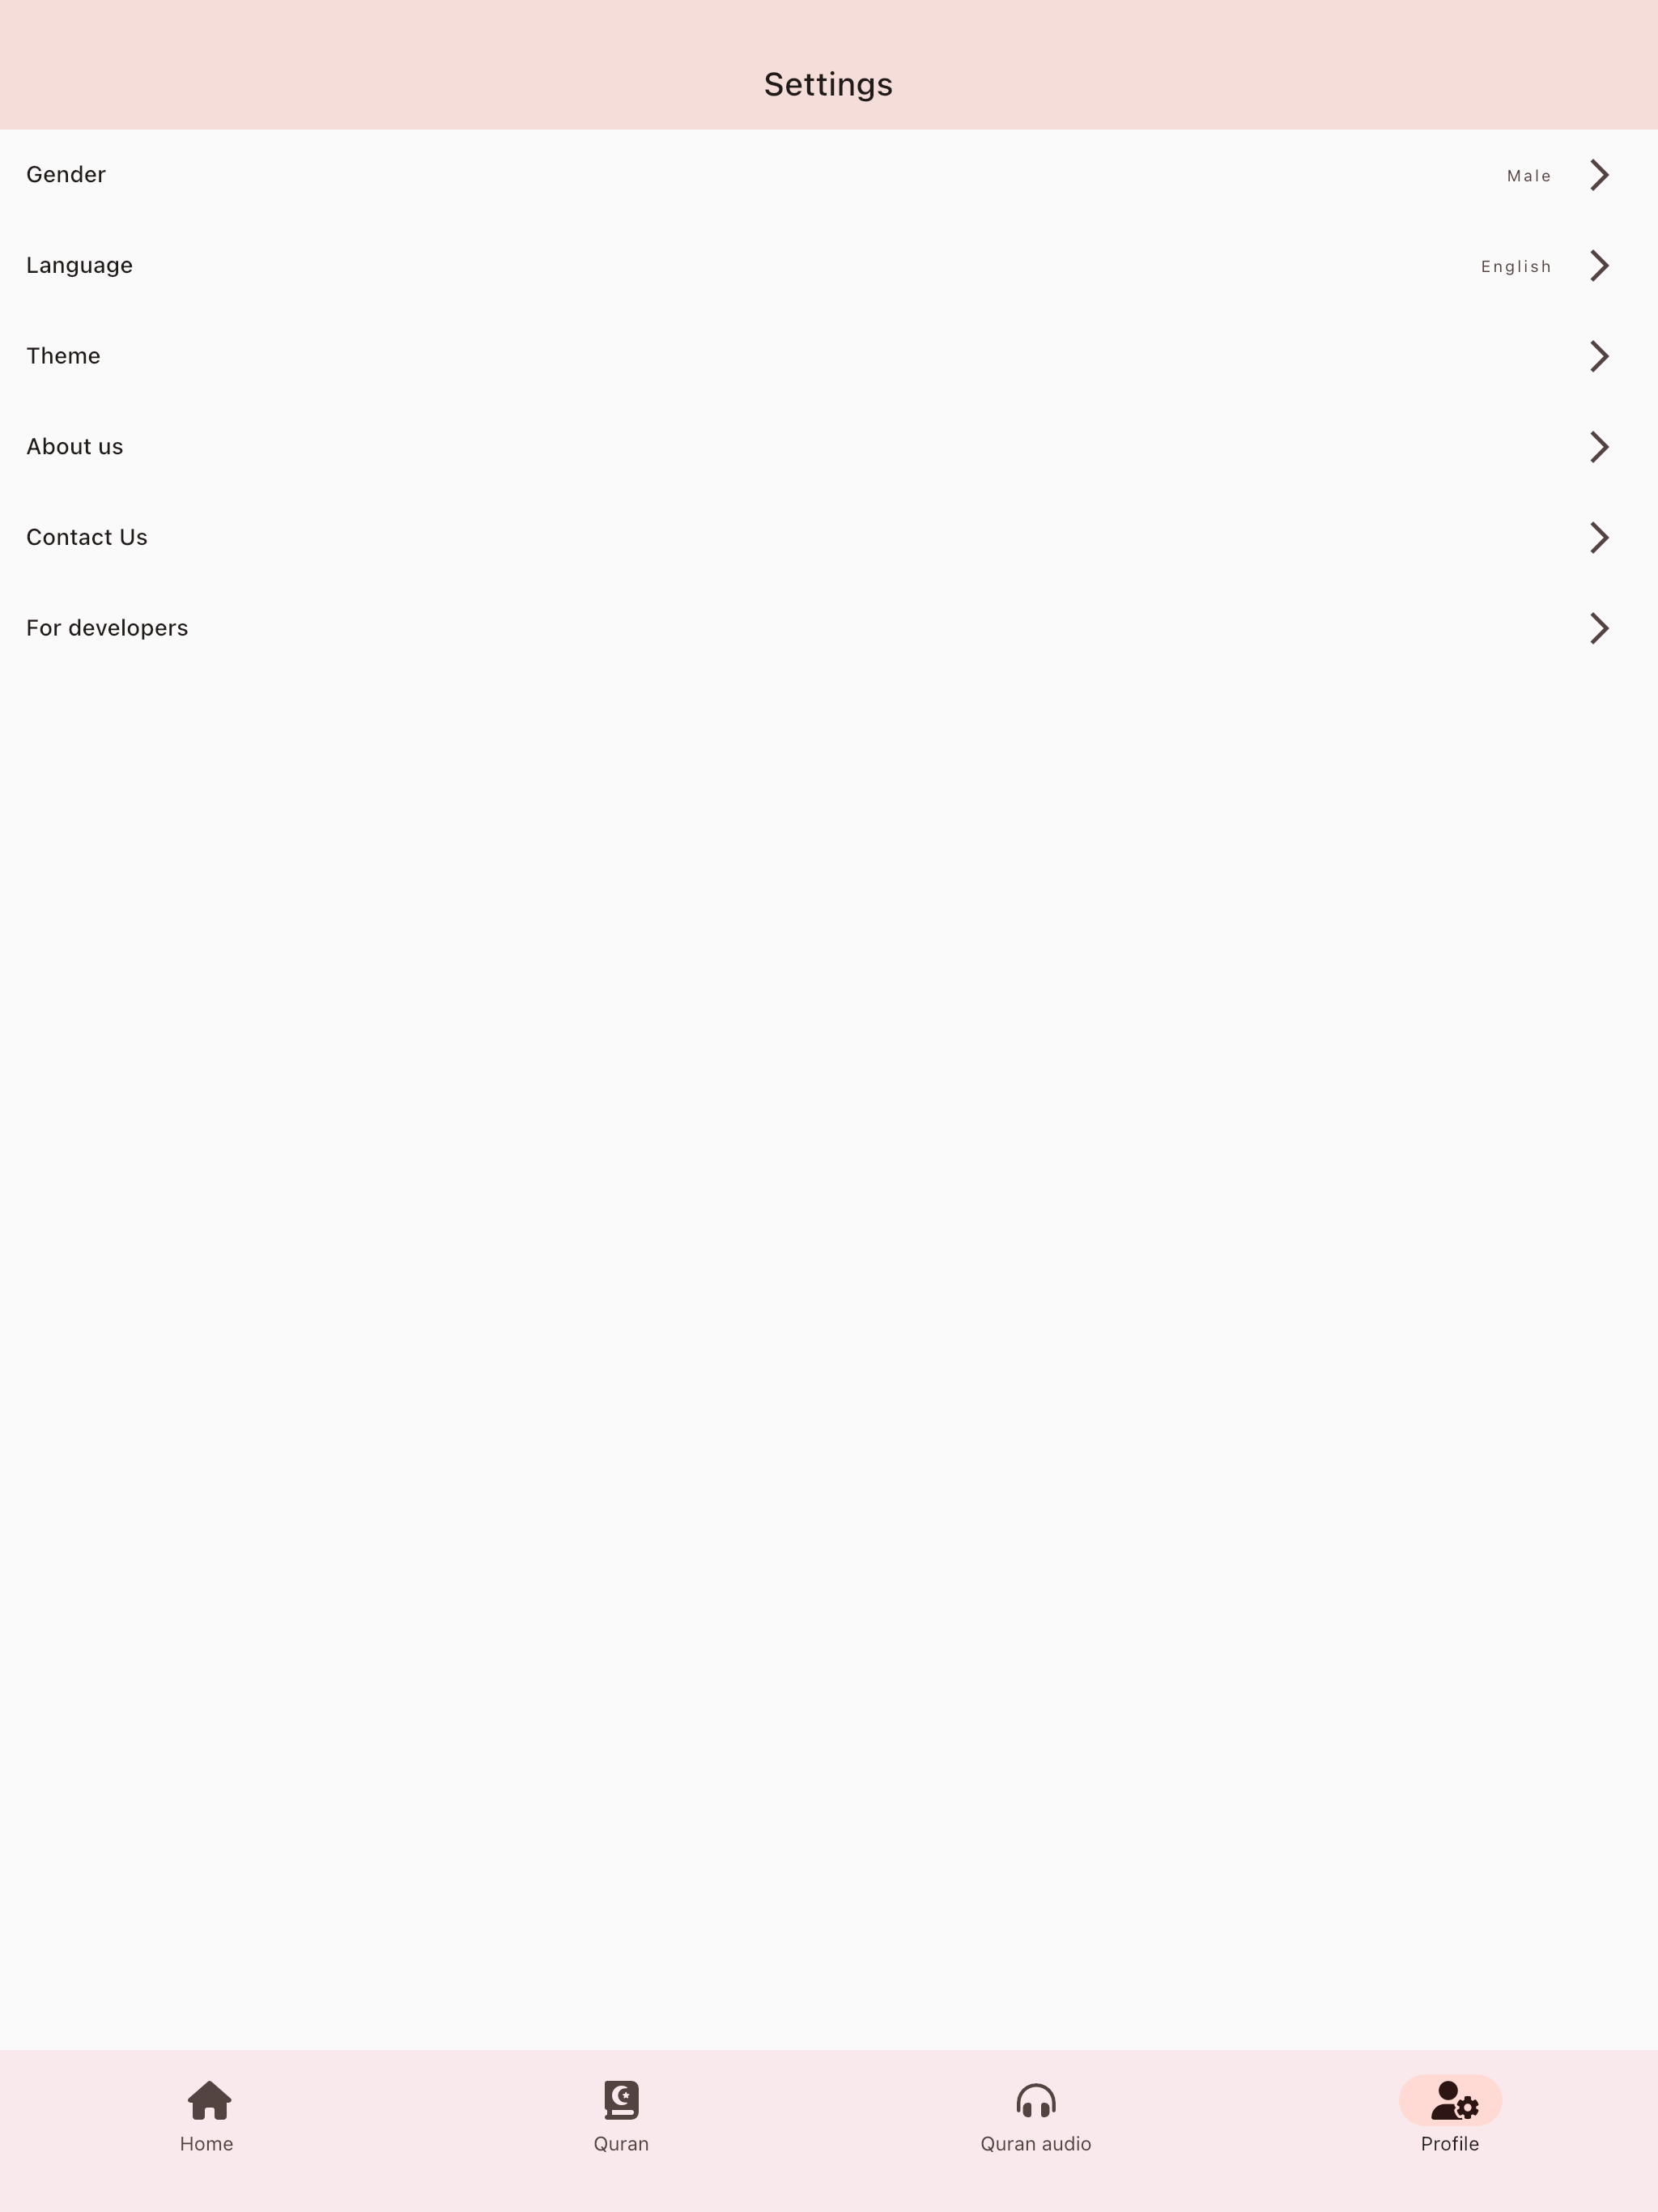 Settings
Gender Male
Language English
Theme
About us
Contact Us
For developers
Home Quran Quran audio Profile